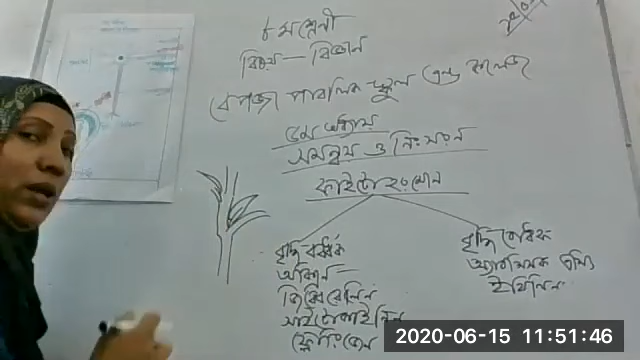 ৮ম শ্রেণী
বিষয় — বিজ্ঞান
বেপজা পাবলিক স্কুল এন্ড কলেজ
৫ম অধ্যায়
সমন্বয় ও নিঃসরণ
ফাইটোহরমোন
বৃদ্ধি বর্ধক
অক্সিন —
জিব্বেরেলিন
সাইটোকাইনিন
ফ্লোরিজেন
বৃদ্ধি রোধক
অ্যাবসিসিক এসিড
ইথিলিন
2020-06-15 11:51:46